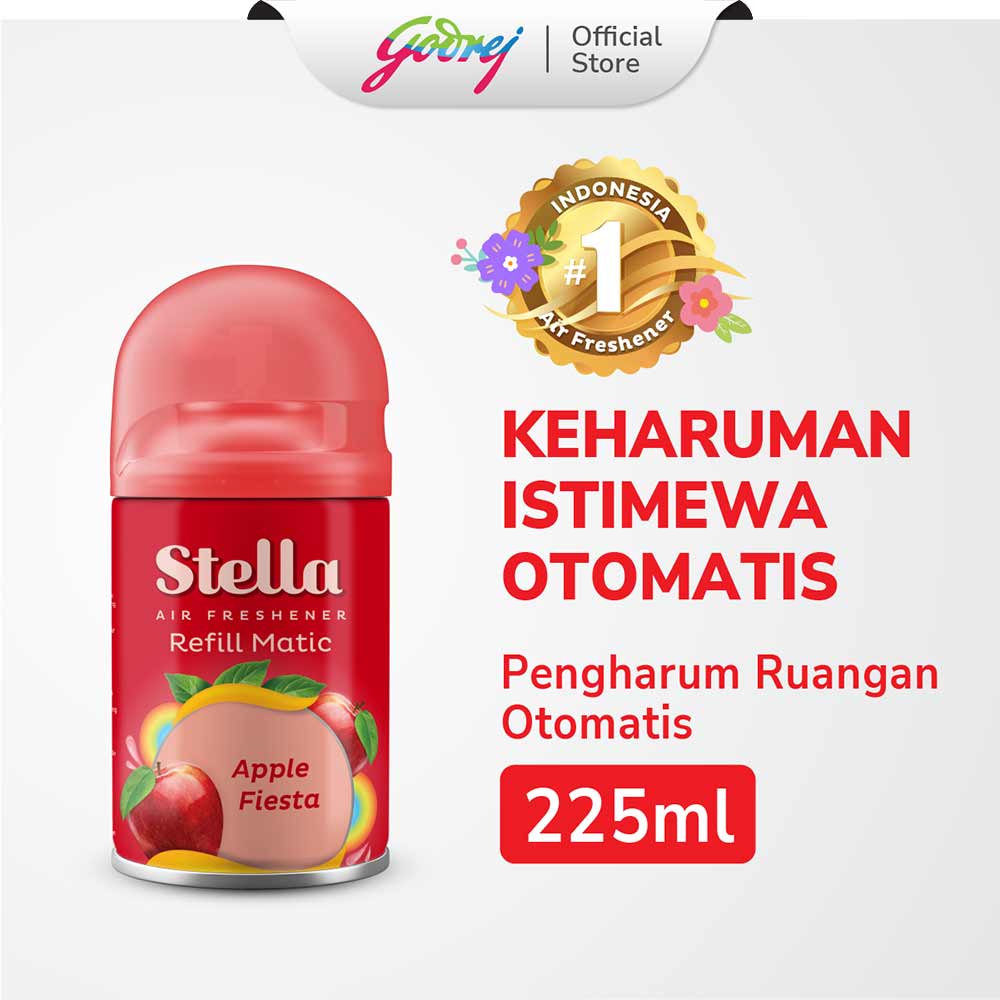 Godrej
Official
Store
INDONESIA
#1
Air Freshener
KEHARUMAN
ISTIMEWA
OTOMATIS
Pengharum Ruangan
Otomatis
225ml
Stella
AIR FRESHENER
Refill Matic
Apple
Fiesta